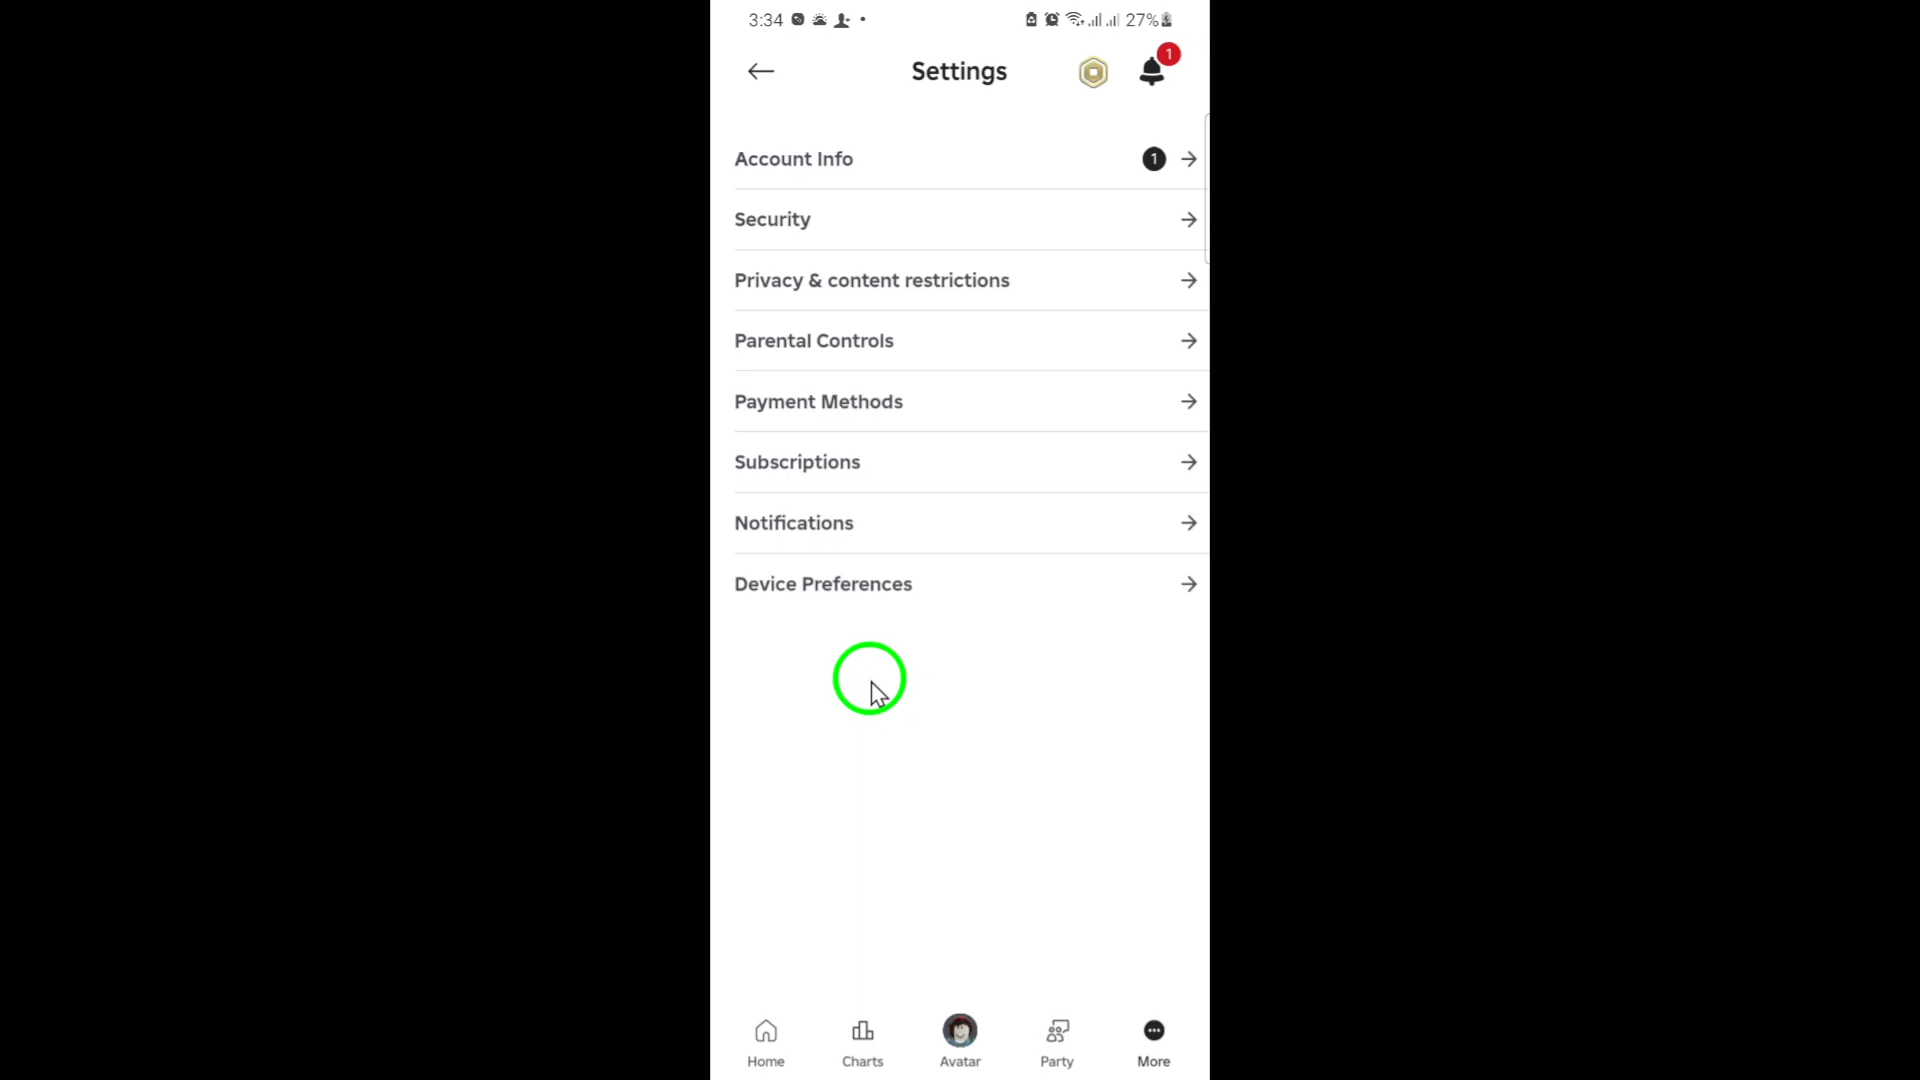 3:34 27%
Settings
1
Account Info 1
Security
Privacy & content restrictions
Parental Controls
Payment Methods
Subscriptions
Notifications
Device Preferences
Home Charts Avatar Party More